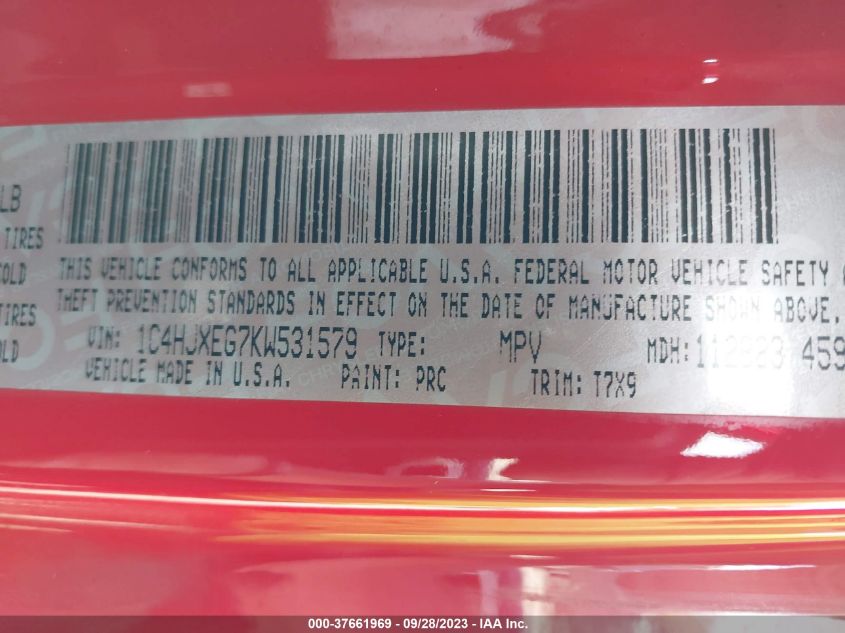 LB
TIRES
COLD
TIRES
OLD
THIS VEHICLE CONFORMS TO ALL APPLICABLE U.S.A. FEDERAL MOTOR VEHICLE SAFETY
THEFT PREVENTION STANDARDS IN EFFECT ON THE DATE OF MANUFACTURE SHOWN ABOVE.
VIN: 1C4HJXEG7KW531579 TYPE: MPV MDH: 459
VEHICLE MADE IN U.S.A. PAINT: PRC TRIM: T7X9
000-37661969 - 09/28/2023 - IAA Inc.